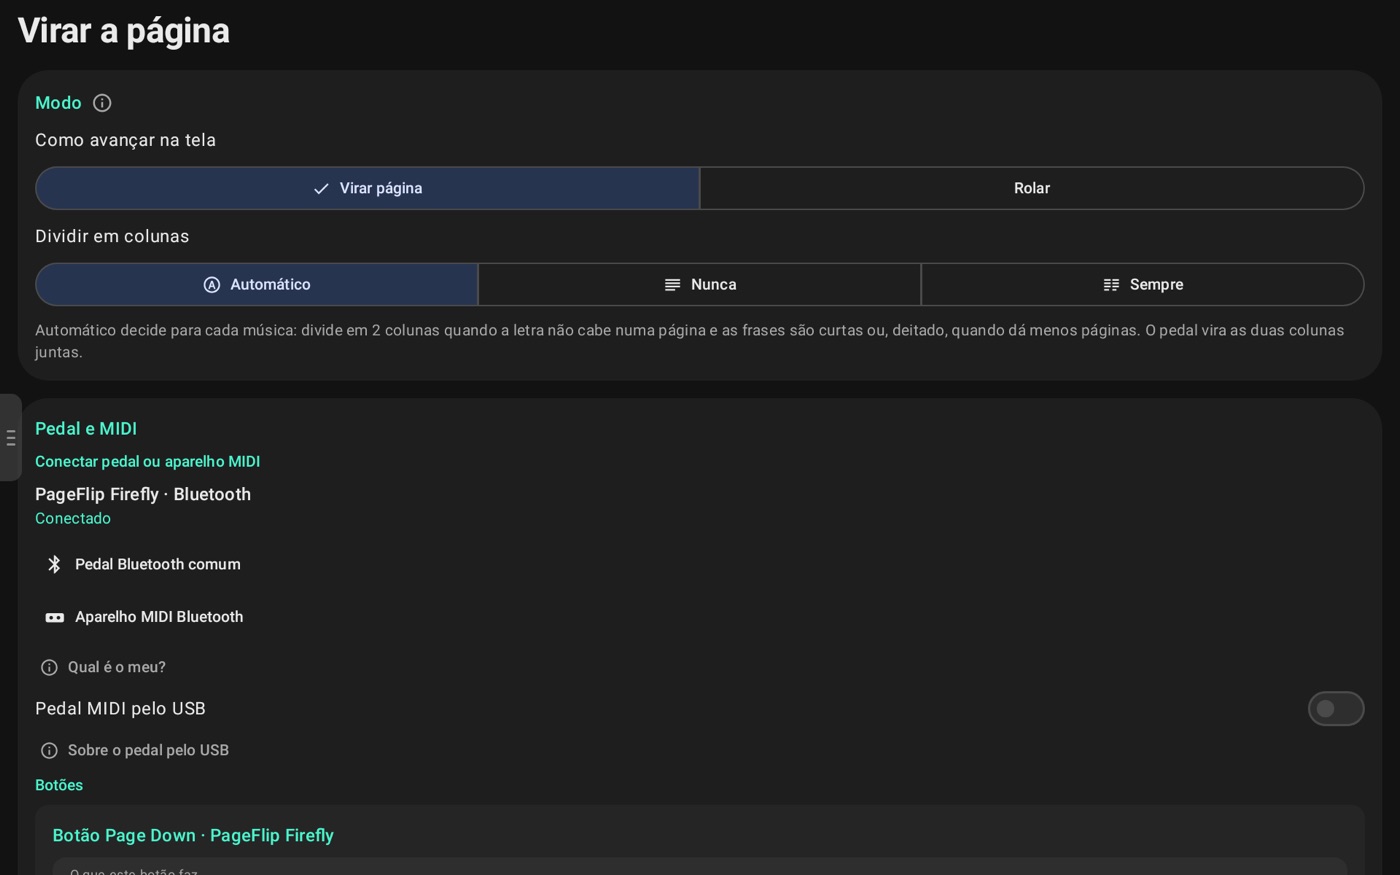 Virar a página
Modo
Como avançar na tela
Virar página
Rolar
Dividir em colunas
Automático
Nunca
Sempre
Automático decide para cada música: divide em 2 colunas quando a letra não cabe numa página e as frases são curtas ou, deitado, quando dá menos páginas. O pedal vira as duas colunas
juntas.
Pedal e MIDI
Conectar pedal ou aparelho MIDI
PageFlip Firefly · Bluetooth
Conectado
Pedal Bluetooth comum
Aparelho MIDI Bluetooth
Qual é o meu?
Pedal MIDI pelo USB
Sobre o pedal pelo USB
Botões
Botão Page Down · PageFlip Firefly
O que este botão faz